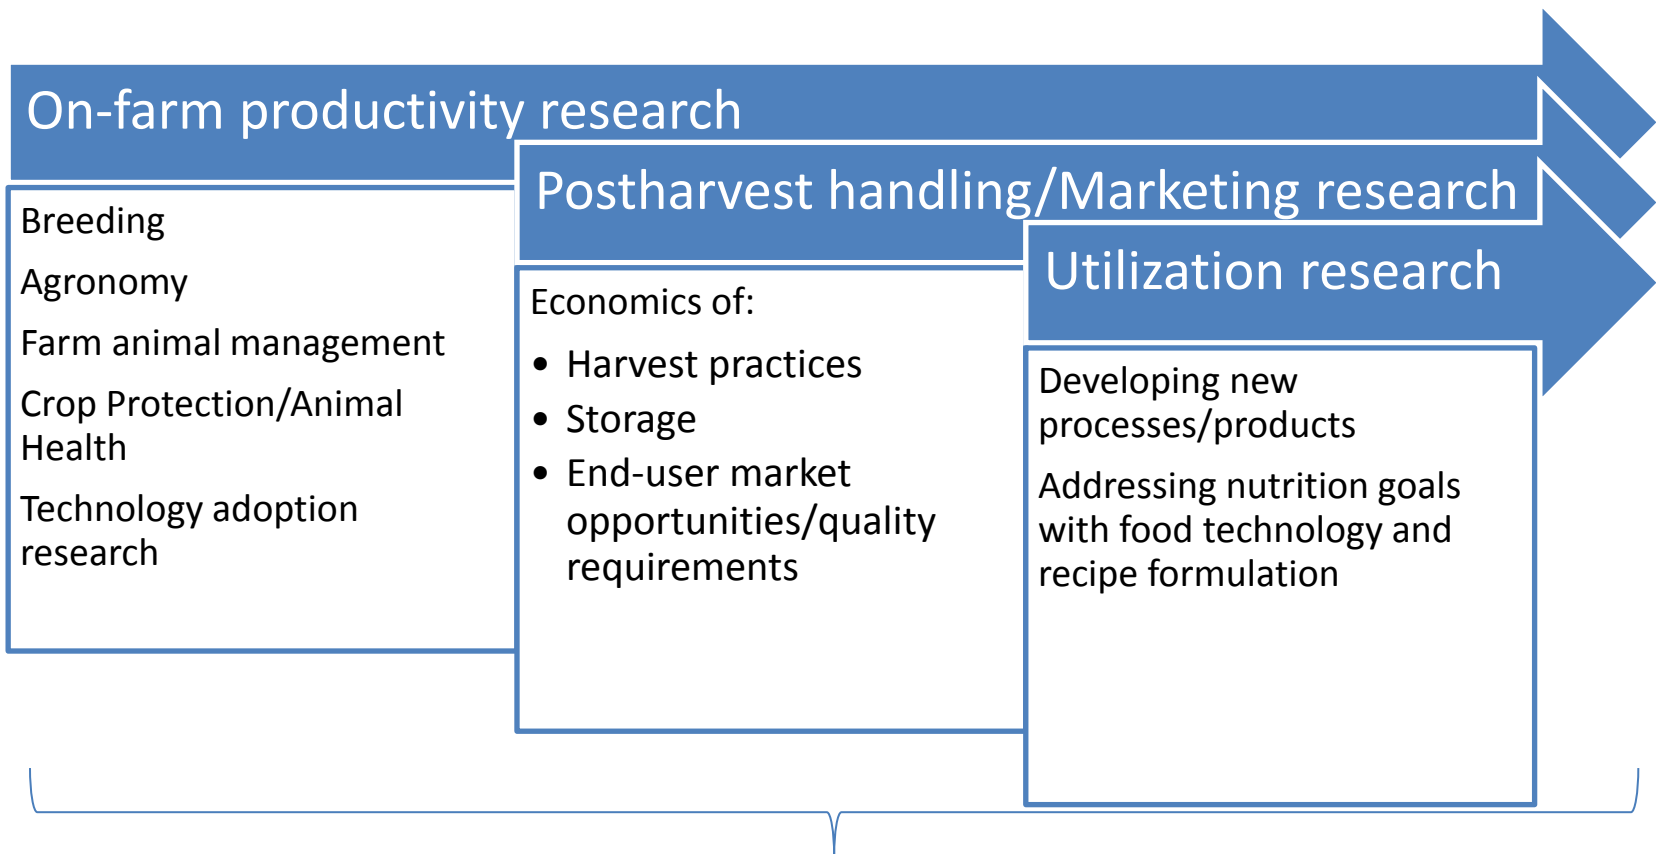 On-farm productivity research
Breeding
Agronomy
Farm animal management
Crop Protection/Animal
Health
Technology adoption
research
Postharvest handling/Marketing research
Economics of:
• Harvest practices
• Storage
• End-user market
opportunities/quality
requirements
Utilization research
Developing new
processes/products
Addressing nutrition goals
with food technology and
recipe formulation